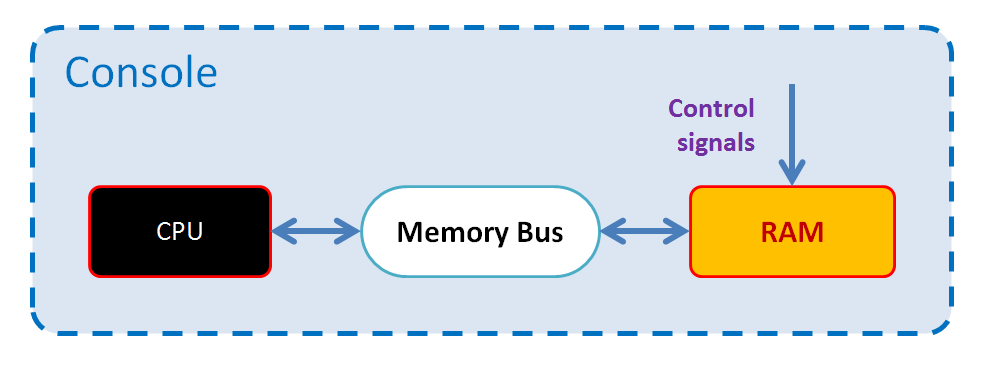 Console
Control
signals
CPU
Memory Bus
RAM